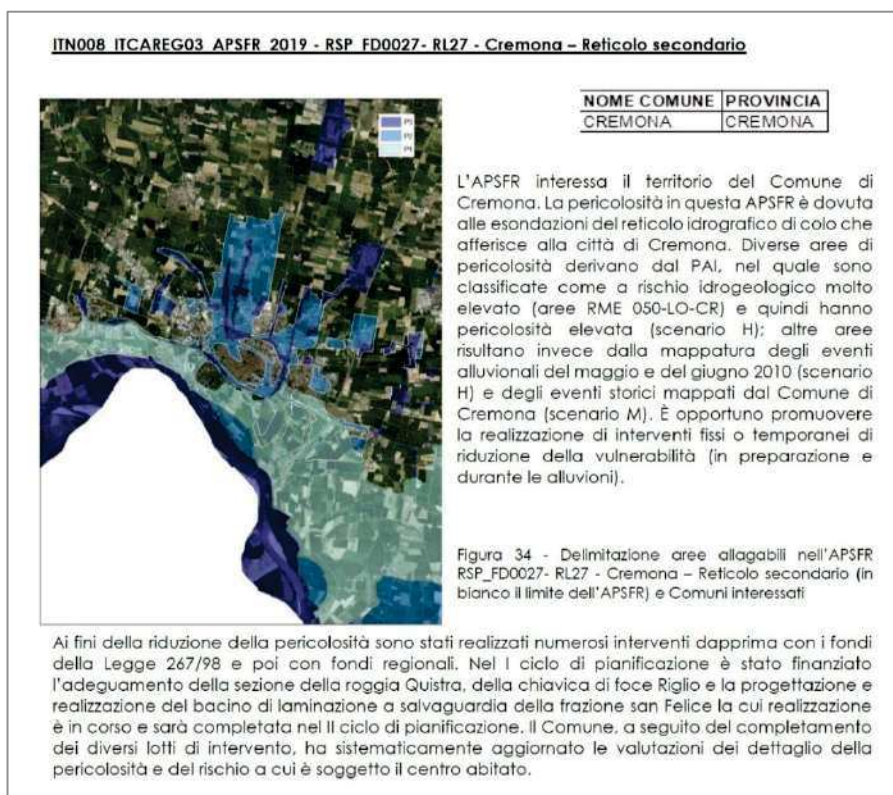 ITN008_ITCAREG03_APSFR_2019 - RSP_FD0027- RL27 - Cremona – Reticolo secondario
P3
P2
P1
NOME COMUNE PROVINCIA
CREMONA CREMONA
L'APSFR interessa il territorio del Comune di
Cremona. La pericolosità in questa APSFR è dovuta
alle esondazioni del reticolo idrografico di colo che
afferisce alla città di Cremona. Diverse aree di
pericolosità derivano dal PAI, nel quale sono
classificate come a rischio idrogeologico molto
elevato (aree RME 050-LO-CR) e quindi hanno
pericolosità elevata (scenario H); altre aree
risultano invece dalla mappatura degli eventi
alluvionali del maggio e del giugno 2010 (scenario
H) e degli eventi storici mappati dal Comune di
Cremona (scenario M). È opportuno promuovere
la realizzazione di interventi fissi o temporanei di
riduzione della vulnerabilità (in preparazione e
durante le alluvioni).
Figura 34 - Delimitazione aree allagabili nell'APSFR
RSP_FD0027- RL27 - Cremona – Reticolo secondario (in
bianco il limite dell'APSFR) e Comuni interessati
Ai fini della riduzione della pericolosità sono stati realizzati numerosi interventi dapprima con i fondi
della Legge 267/98 e poi con fondi regionali. Nel I ciclo di pianificazione è stato finanziato
l'adeguamento della sezione della roggia Quistra, della chiavica di foce Riglio e la progettazione e
realizzazione del bacino di laminazione a salvaguardia della frazione san Felice la cui realizzazione
è in corso e sarà completata nel II ciclo di pianificazione. Il Comune, a seguito del completamento
dei diversi lotti di intervento, ha sistematicamente aggiornato le valutazioni dei dettaglio della
pericolosità e del rischio a cui è soggetto il centro abitato.